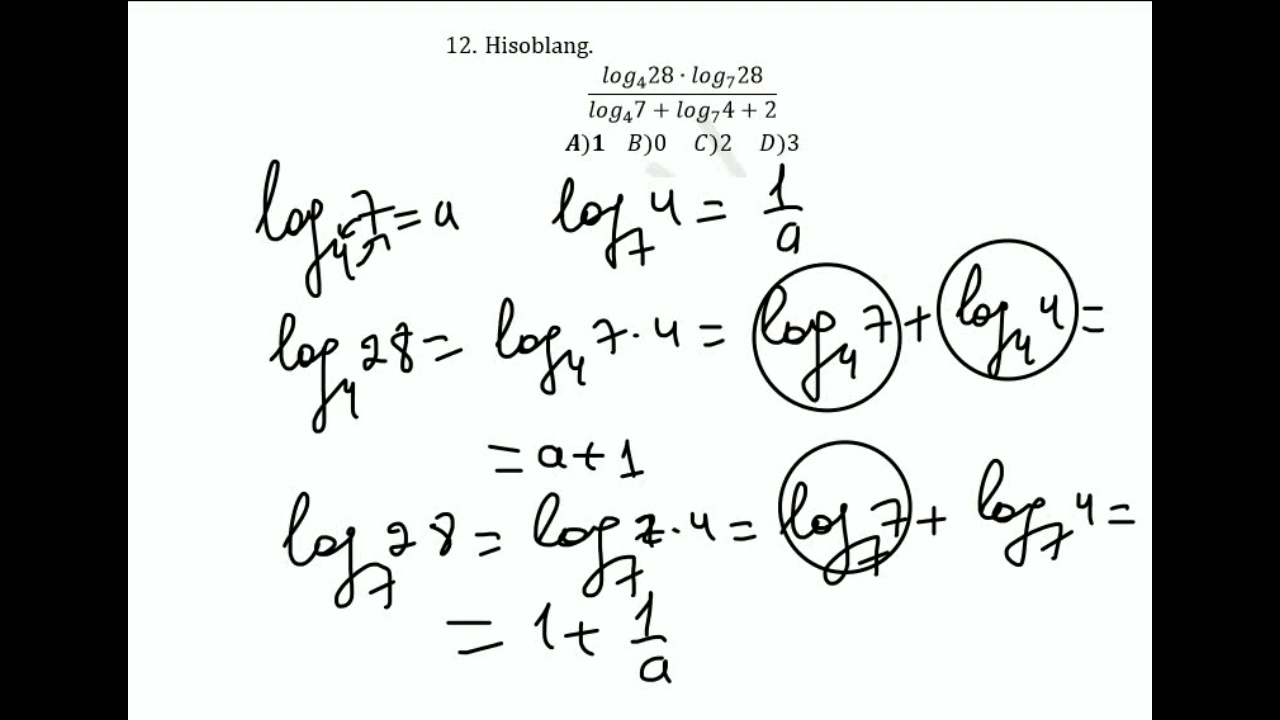 12. Hisoblang.
log₄28 · log₇28
log₄7 + log₇4 + 2
A)1 B)0 C)2 D)3
log₄7 = a log₇4 = 1/a
log₄28 = log₄7·4 = log₄7 + log₄4 =
= a + 1
log₇28 = log₇7·4 = log₇7 + log₇4 =
= 1 + 1/a